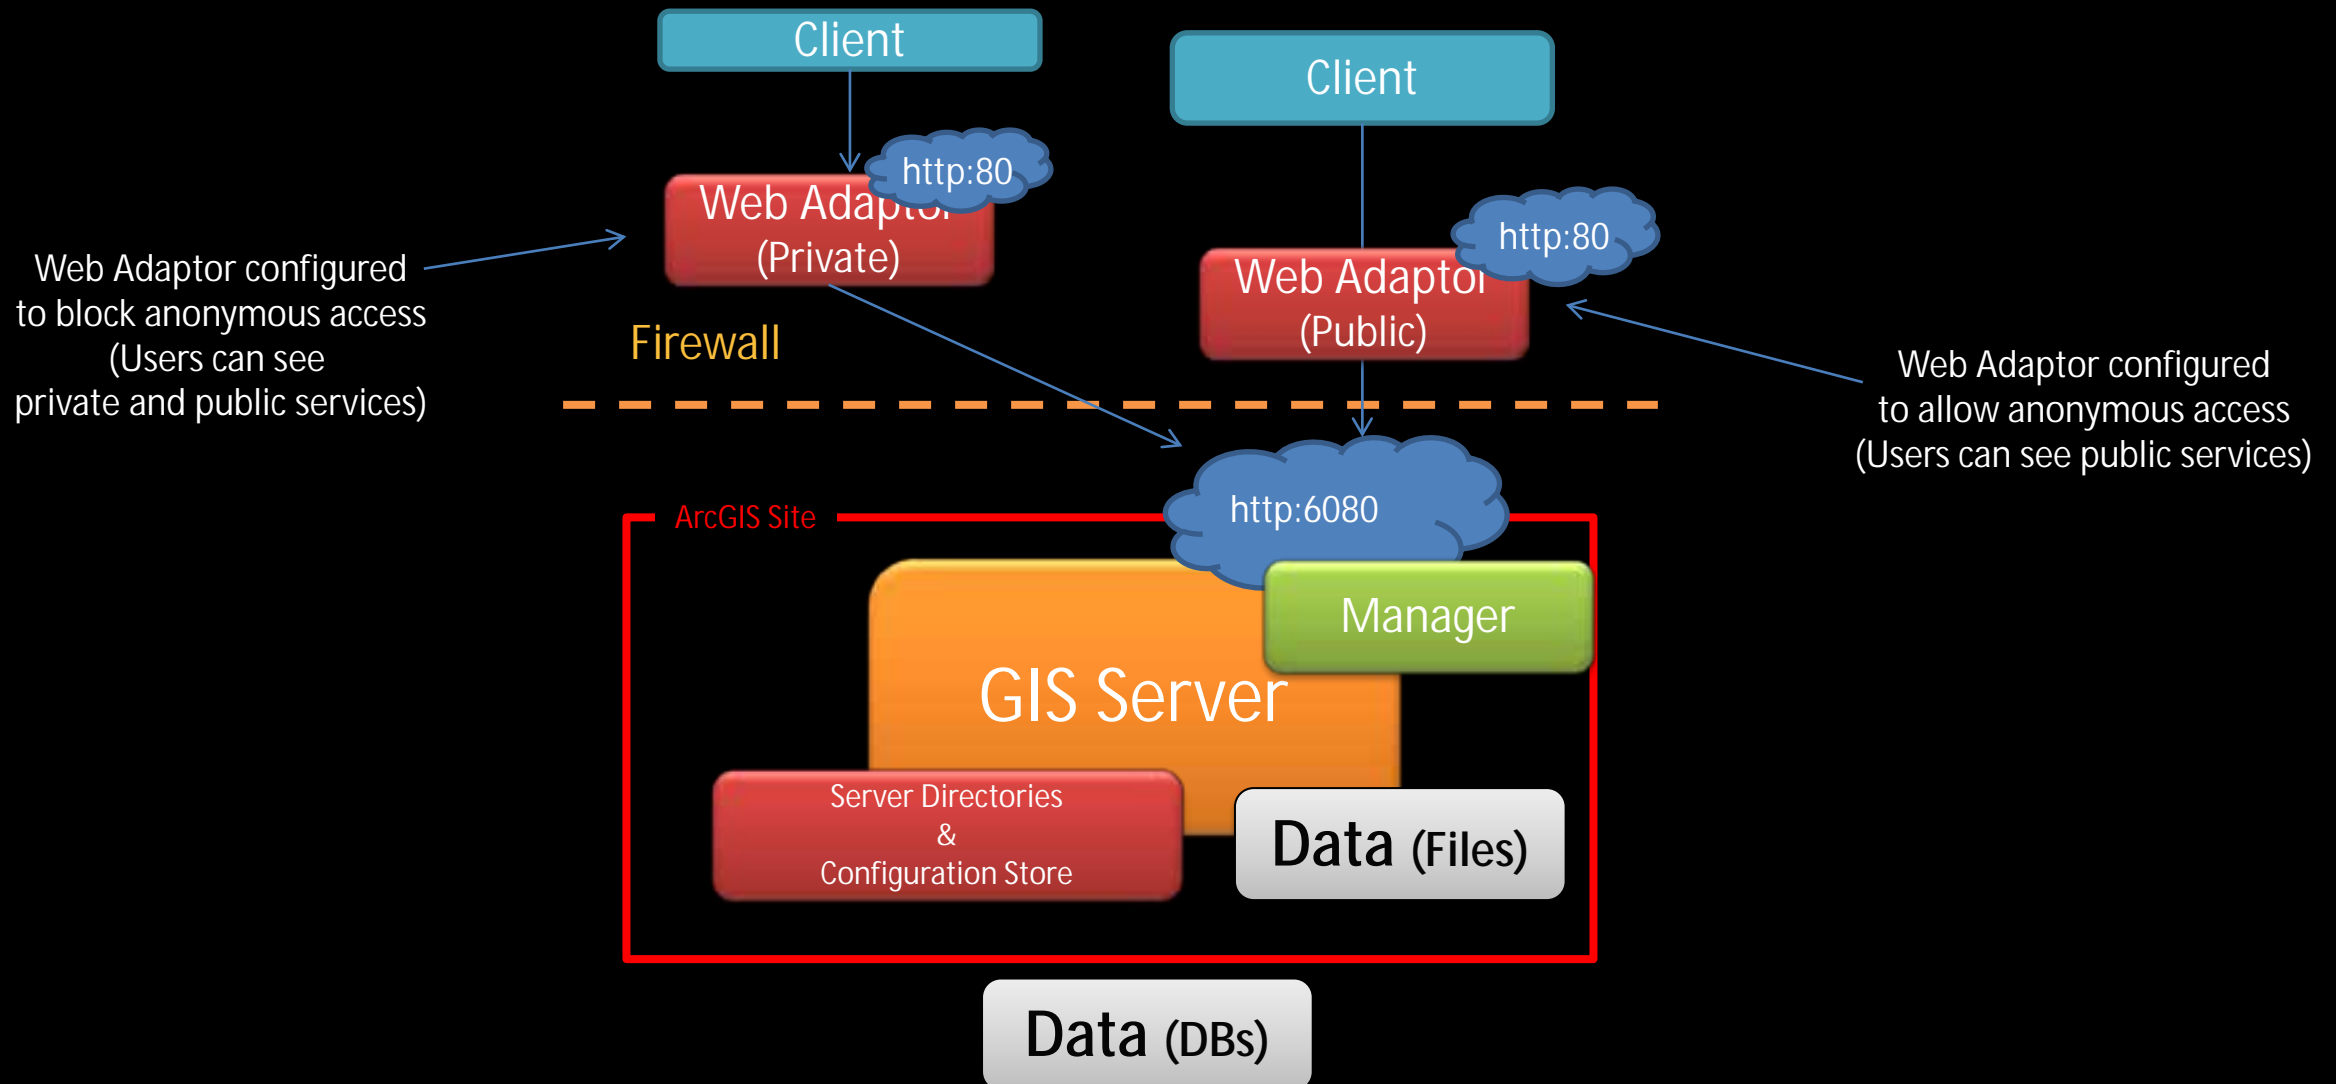 Client
Client
http:80
Web Adaptor
(Private)
http:80
Web Adaptor
(Public)
Web Adaptor configured
to block anonymous access
(Users can see
private and public services)
Firewall
Web Adaptor configured
to allow anonymous access
(Users can see public services)
http:6080
ArcGIS Site
Manager
GIS Server
Server Directories
&
Configuration Store
Data (Files)
Data (DBs)